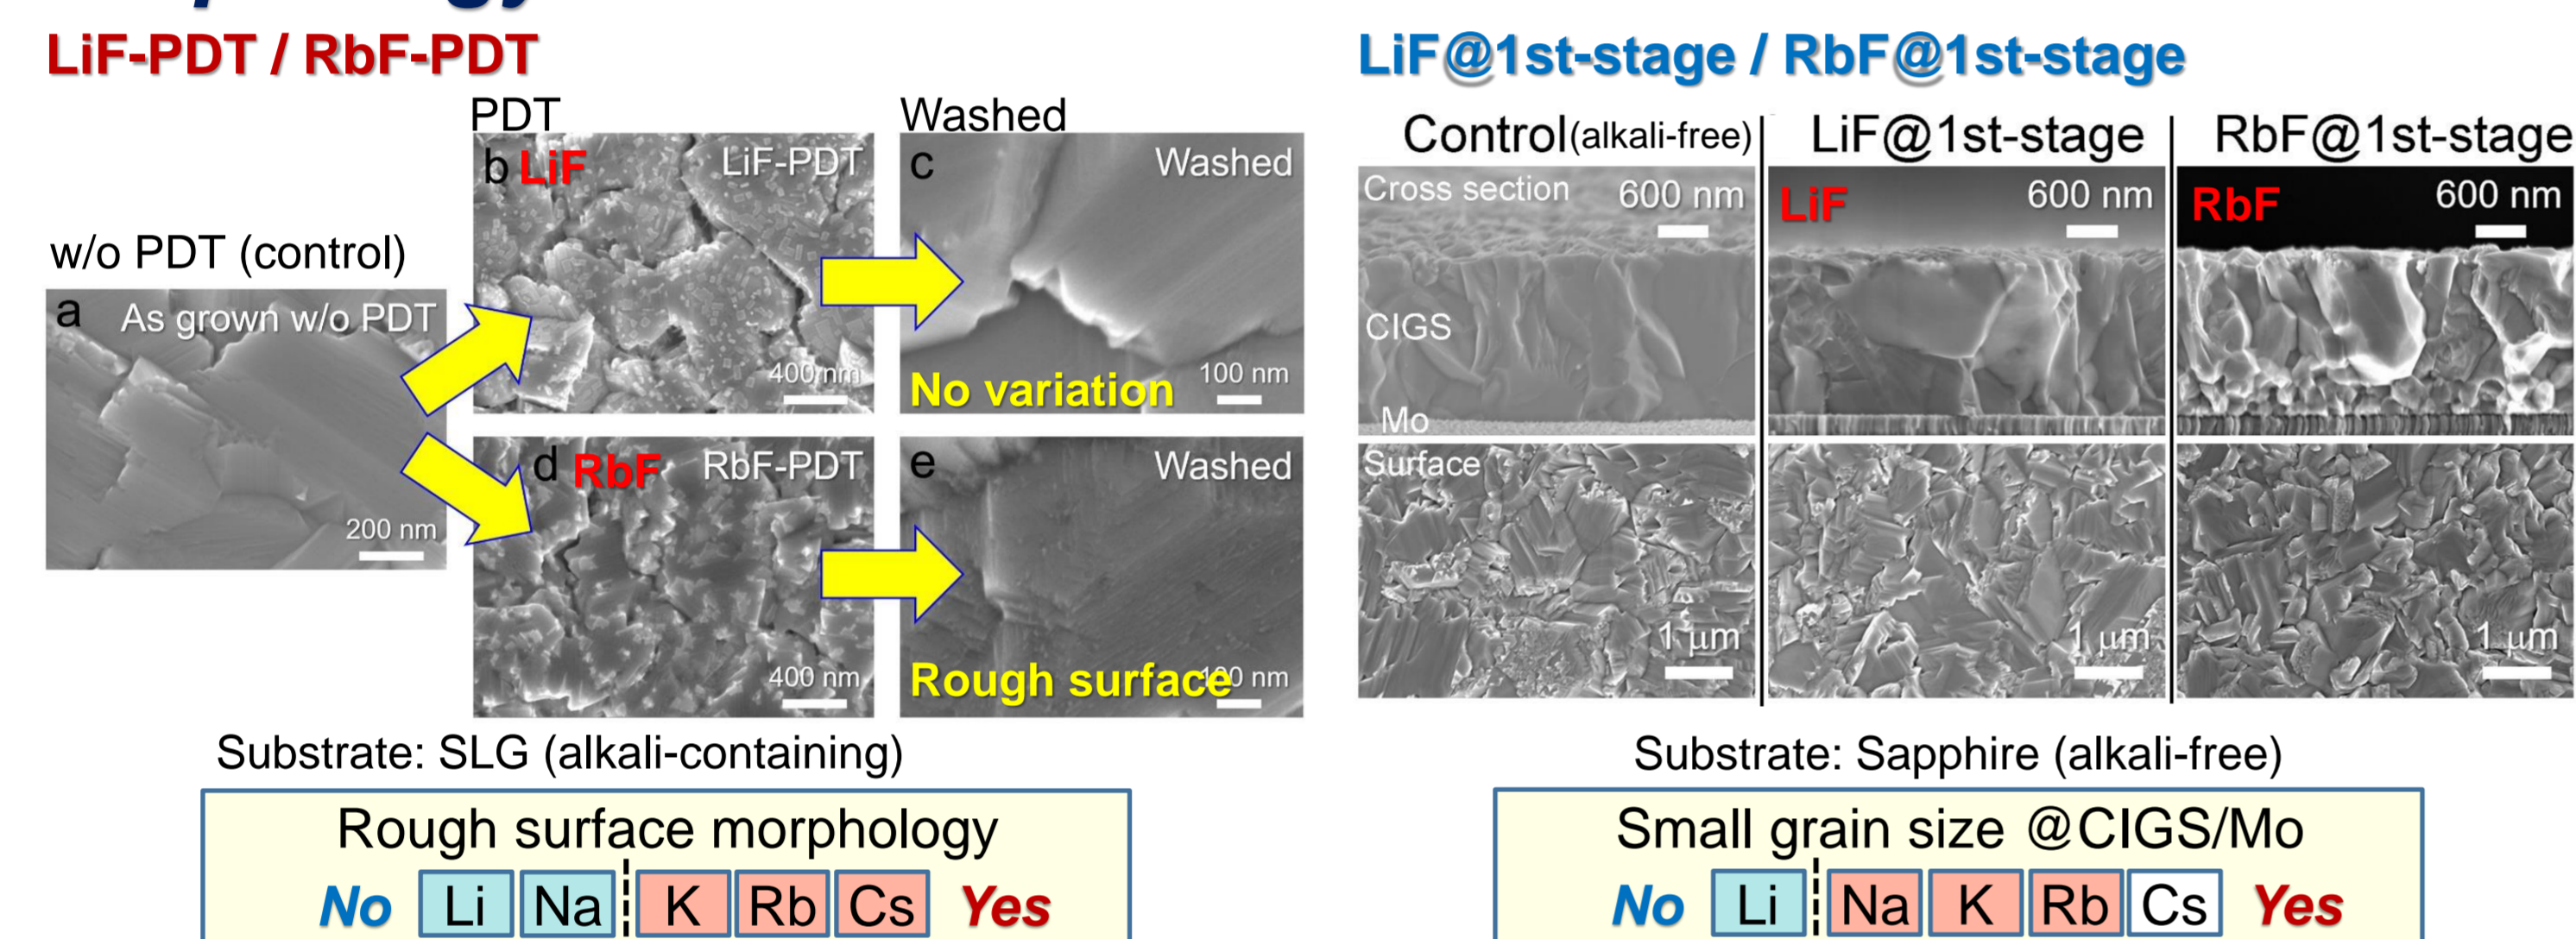 LiF-PDT / RbF-PDT
w/o PDT (control)
a
As grown w/o PDT
200 nm
PDT
b LiF
LiF-PDT
400 nm
Washed
c
Washed
No variation
100 nm
d RbF
RbF-PDT
400 nm
e
Washed
Rough surface
100 nm
Substrate: SLG (alkali-containing)
Rough surface morphology
No Li Na K Rb Cs Yes
LiF@1st-stage / RbF@1st-stage
Control(alkali-free)
LiF@1st-stage
RbF@1st-stage
Cross section
600 nm
CIGS
Mo
LiF
600 nm
RbF
600 nm
Surface
1 µm
1 µm
1 µm
Substrate: Sapphire (alkali-free)
Small grain size @CIGS/Mo
No Li Na K Rb Cs Yes